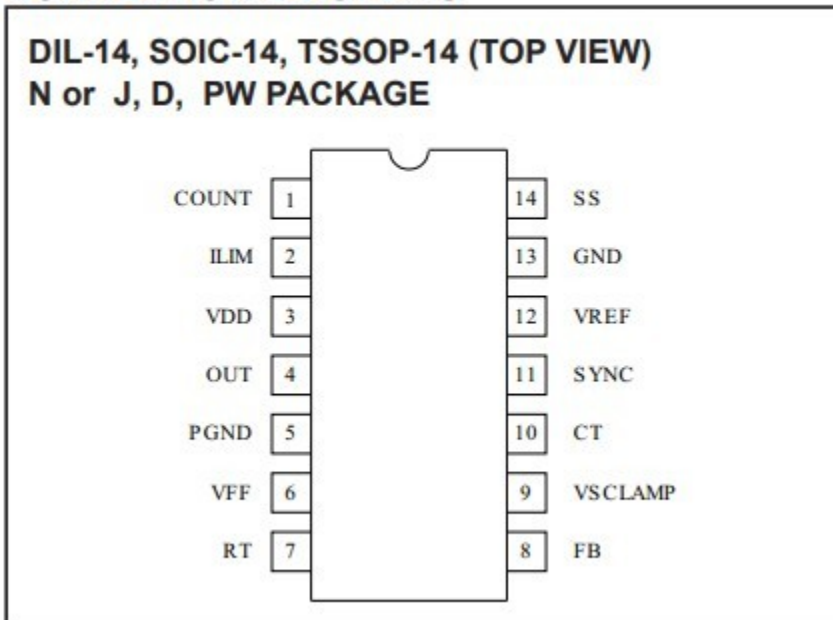 DIL-14, SOIC-14, TSSOP-14 (TOP VIEW)
N or J, D, PW PACKAGE
COUNT 1 14 SS
ILIM 2 13 GND
VDD 3 12 VREF
OUT 4 11 SYNC
PGND 5 10 CT
VFF 6 9 VSCLAMP
RT 7 8 FB